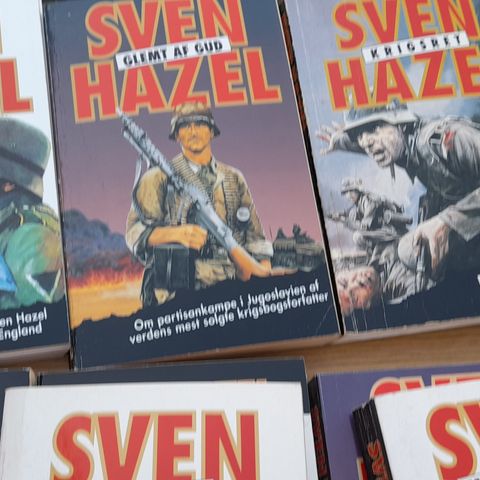 L
en Hazel
England
SVEN
GLEMT AF GUD
HAZEL
Om partisankampe i Jugoslavien af
verdens mest solgte krigsbogsforfatter
SVEN
KRIGSRET
HAZEL
SVEN
SVEN